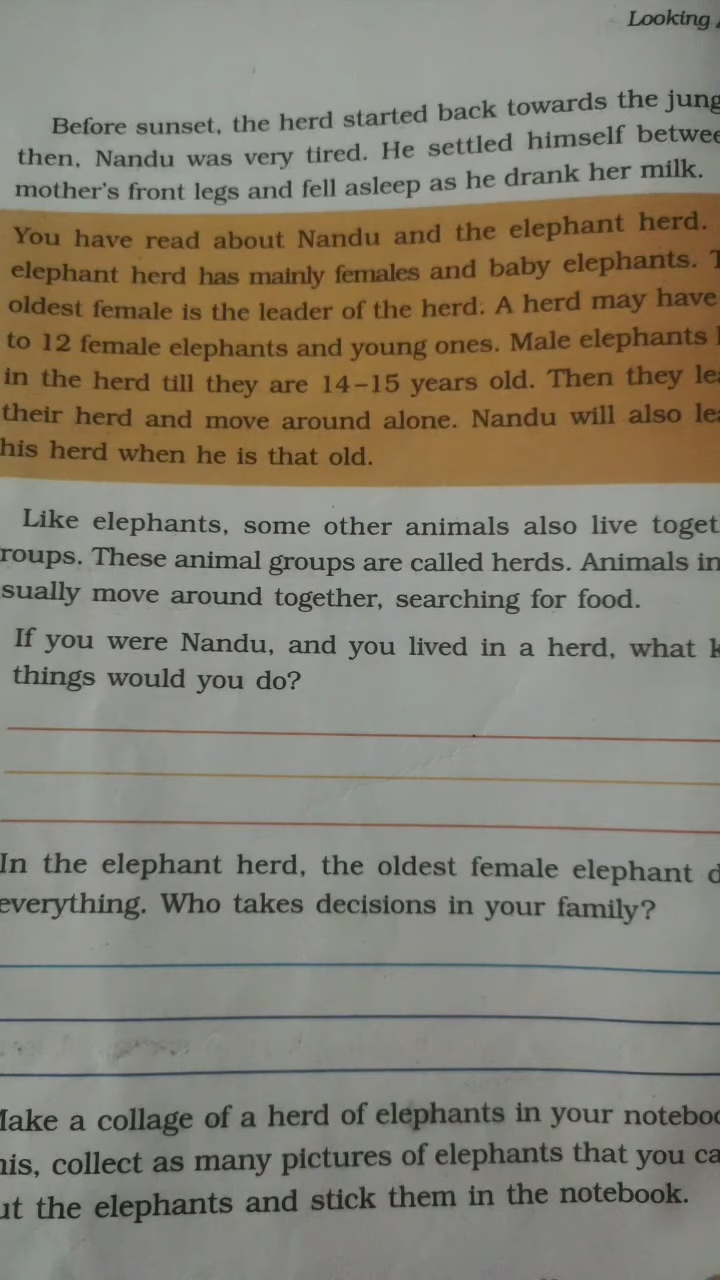 Looking
Before sunset, the herd started back towards the jung
then, Nandu was very tired. He settled himself betwee
mother's front legs and fell asleep as he drank her milk.
You have read about Nandu and the elephant herd.
elephant herd has mainly females and baby elephants. T
oldest female is the leader of the herd. A herd may have
to 12 female elephants and young ones. Male elephants l
in the herd till they are 14–15 years old. Then they lea
their herd and move around alone. Nandu will also lea
his herd when he is that old.
Like elephants, some other animals also live toget
roups. These animal groups are called herds. Animals in
sually move around together, searching for food.
If you were Nandu, and you lived in a herd, what k
things would you do?
In the elephant herd, the oldest female elephant d
everything. Who takes decisions in your family?
Make a collage of a herd of elephants in your noteboo
his, collect as many pictures of elephants that you ca
ut the elephants and stick them in the notebook.